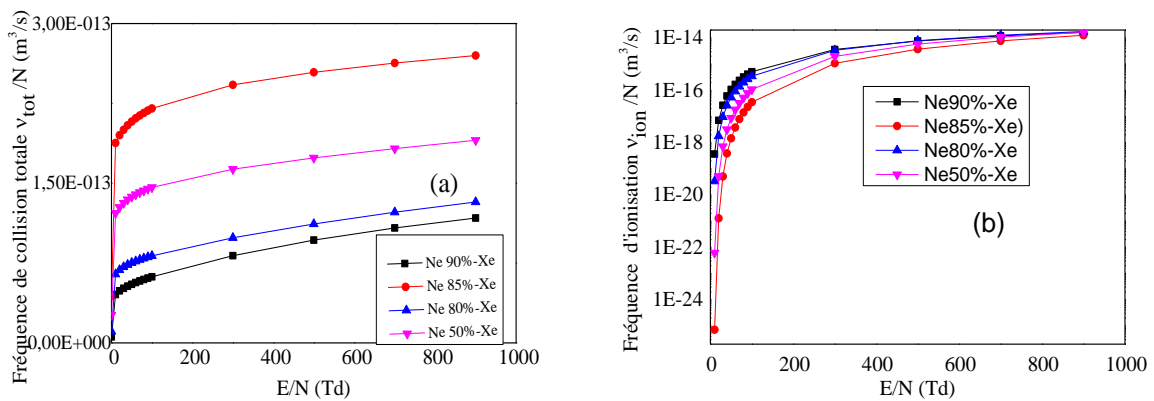 Fréquence de collision totale ν_tot /N (m³/s)
3,00E-013
1,50E-013
0,00E+000
(a)
Ne 90%-Xe
Ne 85%-Xe
Ne 80%-Xe
Ne 50%-Xe
0 200 400 600 800 1000
E/N (Td)
Fréquence d'ionisation ν_ion /N (m³/s)
1E-14
1E-16
1E-18
1E-20
1E-22
1E-24
Ne90%-Xe
Ne85%-Xe)
Ne80%-Xe
Ne50%-Xe
(b)
0 200 400 600 800 1000
E/N (Td)